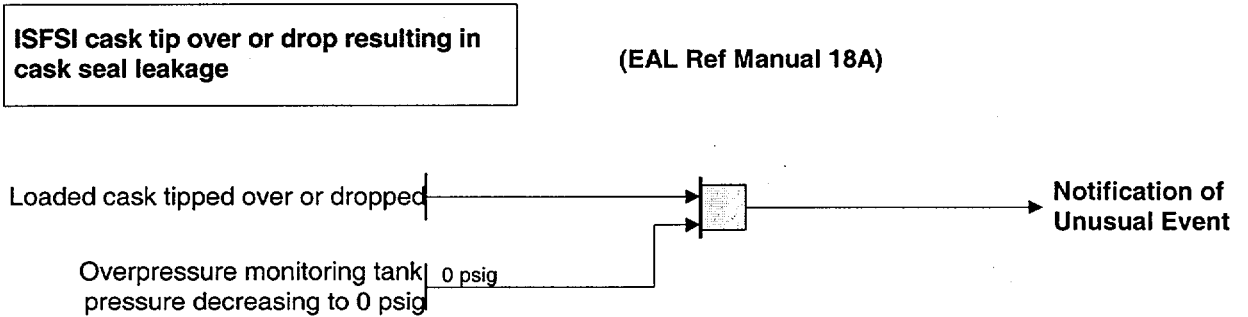 ISFSI cask tip over or drop resulting in
cask seal leakage
(EAL Ref Manual 18A)
Loaded cask tipped over or dropped
Notification of
Unusual Event
Overpressure monitoring tank
pressure decreasing to 0 psig
0 psig